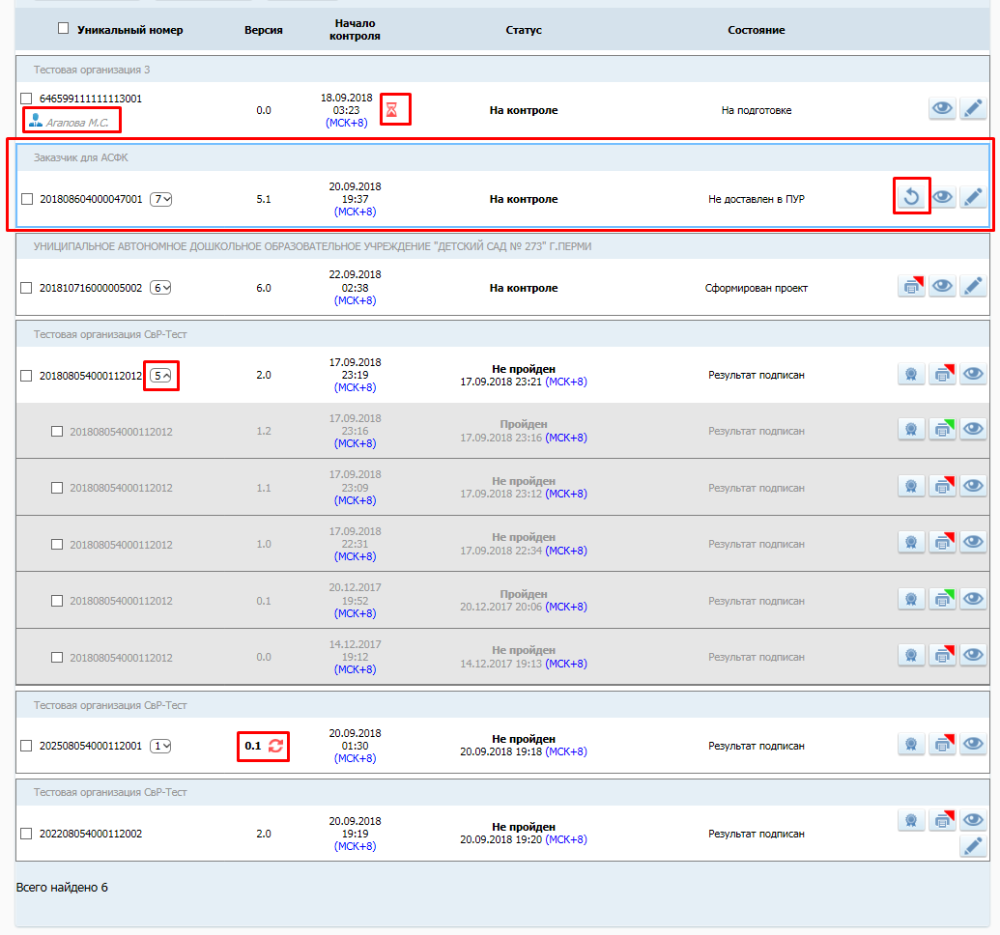 Уникальный номер Версия Начало контроля Статус Состояние
Тестовая организация 3
646599111111113001
Агапова М.С.
0.0
18.09.2018
03:23
(МСК+8)
На контроле
На подготовке
Заказчик для АСФК
201808604000047001 7
5.1
20.09.2018
19:37
(МСК+8)
На контроле
Не доставлен в ПУР
УНИЦИПАЛЬНОЕ АВТОНОМНОЕ ДОШКОЛЬНОЕ ОБРАЗОВАТЕЛЬНОЕ УЧРЕЖДЕНИЕ "ДЕТСКИЙ САД № 273" Г.ПЕРМИ
201810716000005002 6
6.0
22.09.2018
02:38
(МСК+8)
На контроле
Сформирован проект
Тестовая организация СвР-Тест
201808054000112012 5
2.0
17.09.2018
23:19
(МСК+8)
Не пройден
17.09.2018 23:21 (МСК+8)
Результат подписан
201808054000112012
1.2
17.09.2018
23:16
(МСК+8)
Пройден
17.09.2018 23:16 (МСК+8)
Результат подписан
201808054000112012
1.1
17.09.2018
23:09
(МСК+8)
Не пройден
17.09.2018 23:12 (МСК+8)
Результат подписан
201808054000112012
1.0
17.09.2018
22:31
(МСК+8)
Не пройден
17.09.2018 22:34 (МСК+8)
Результат подписан
201808054000112012
0.1
20.12.2017
19:52
(МСК+8)
Пройден
20.12.2017 20:06 (МСК+8)
Результат подписан
201808054000112012
0.0
14.12.2017
19:12
(МСК+8)
Не пройден
14.12.2017 19:13 (МСК+8)
Результат подписан
Тестовая организация СвР-Тест
202508054000112001 1
0.1
20.09.2018
01:30
(МСК+8)
Не пройден
20.09.2018 19:18 (МСК+8)
Результат подписан
Тестовая организация СвР-Тест
202208054000112002
2.0
20.09.2018
19:19
(МСК+8)
Не пройден
20.09.2018 19:20 (МСК+8)
Результат подписан
Всего найдено 6